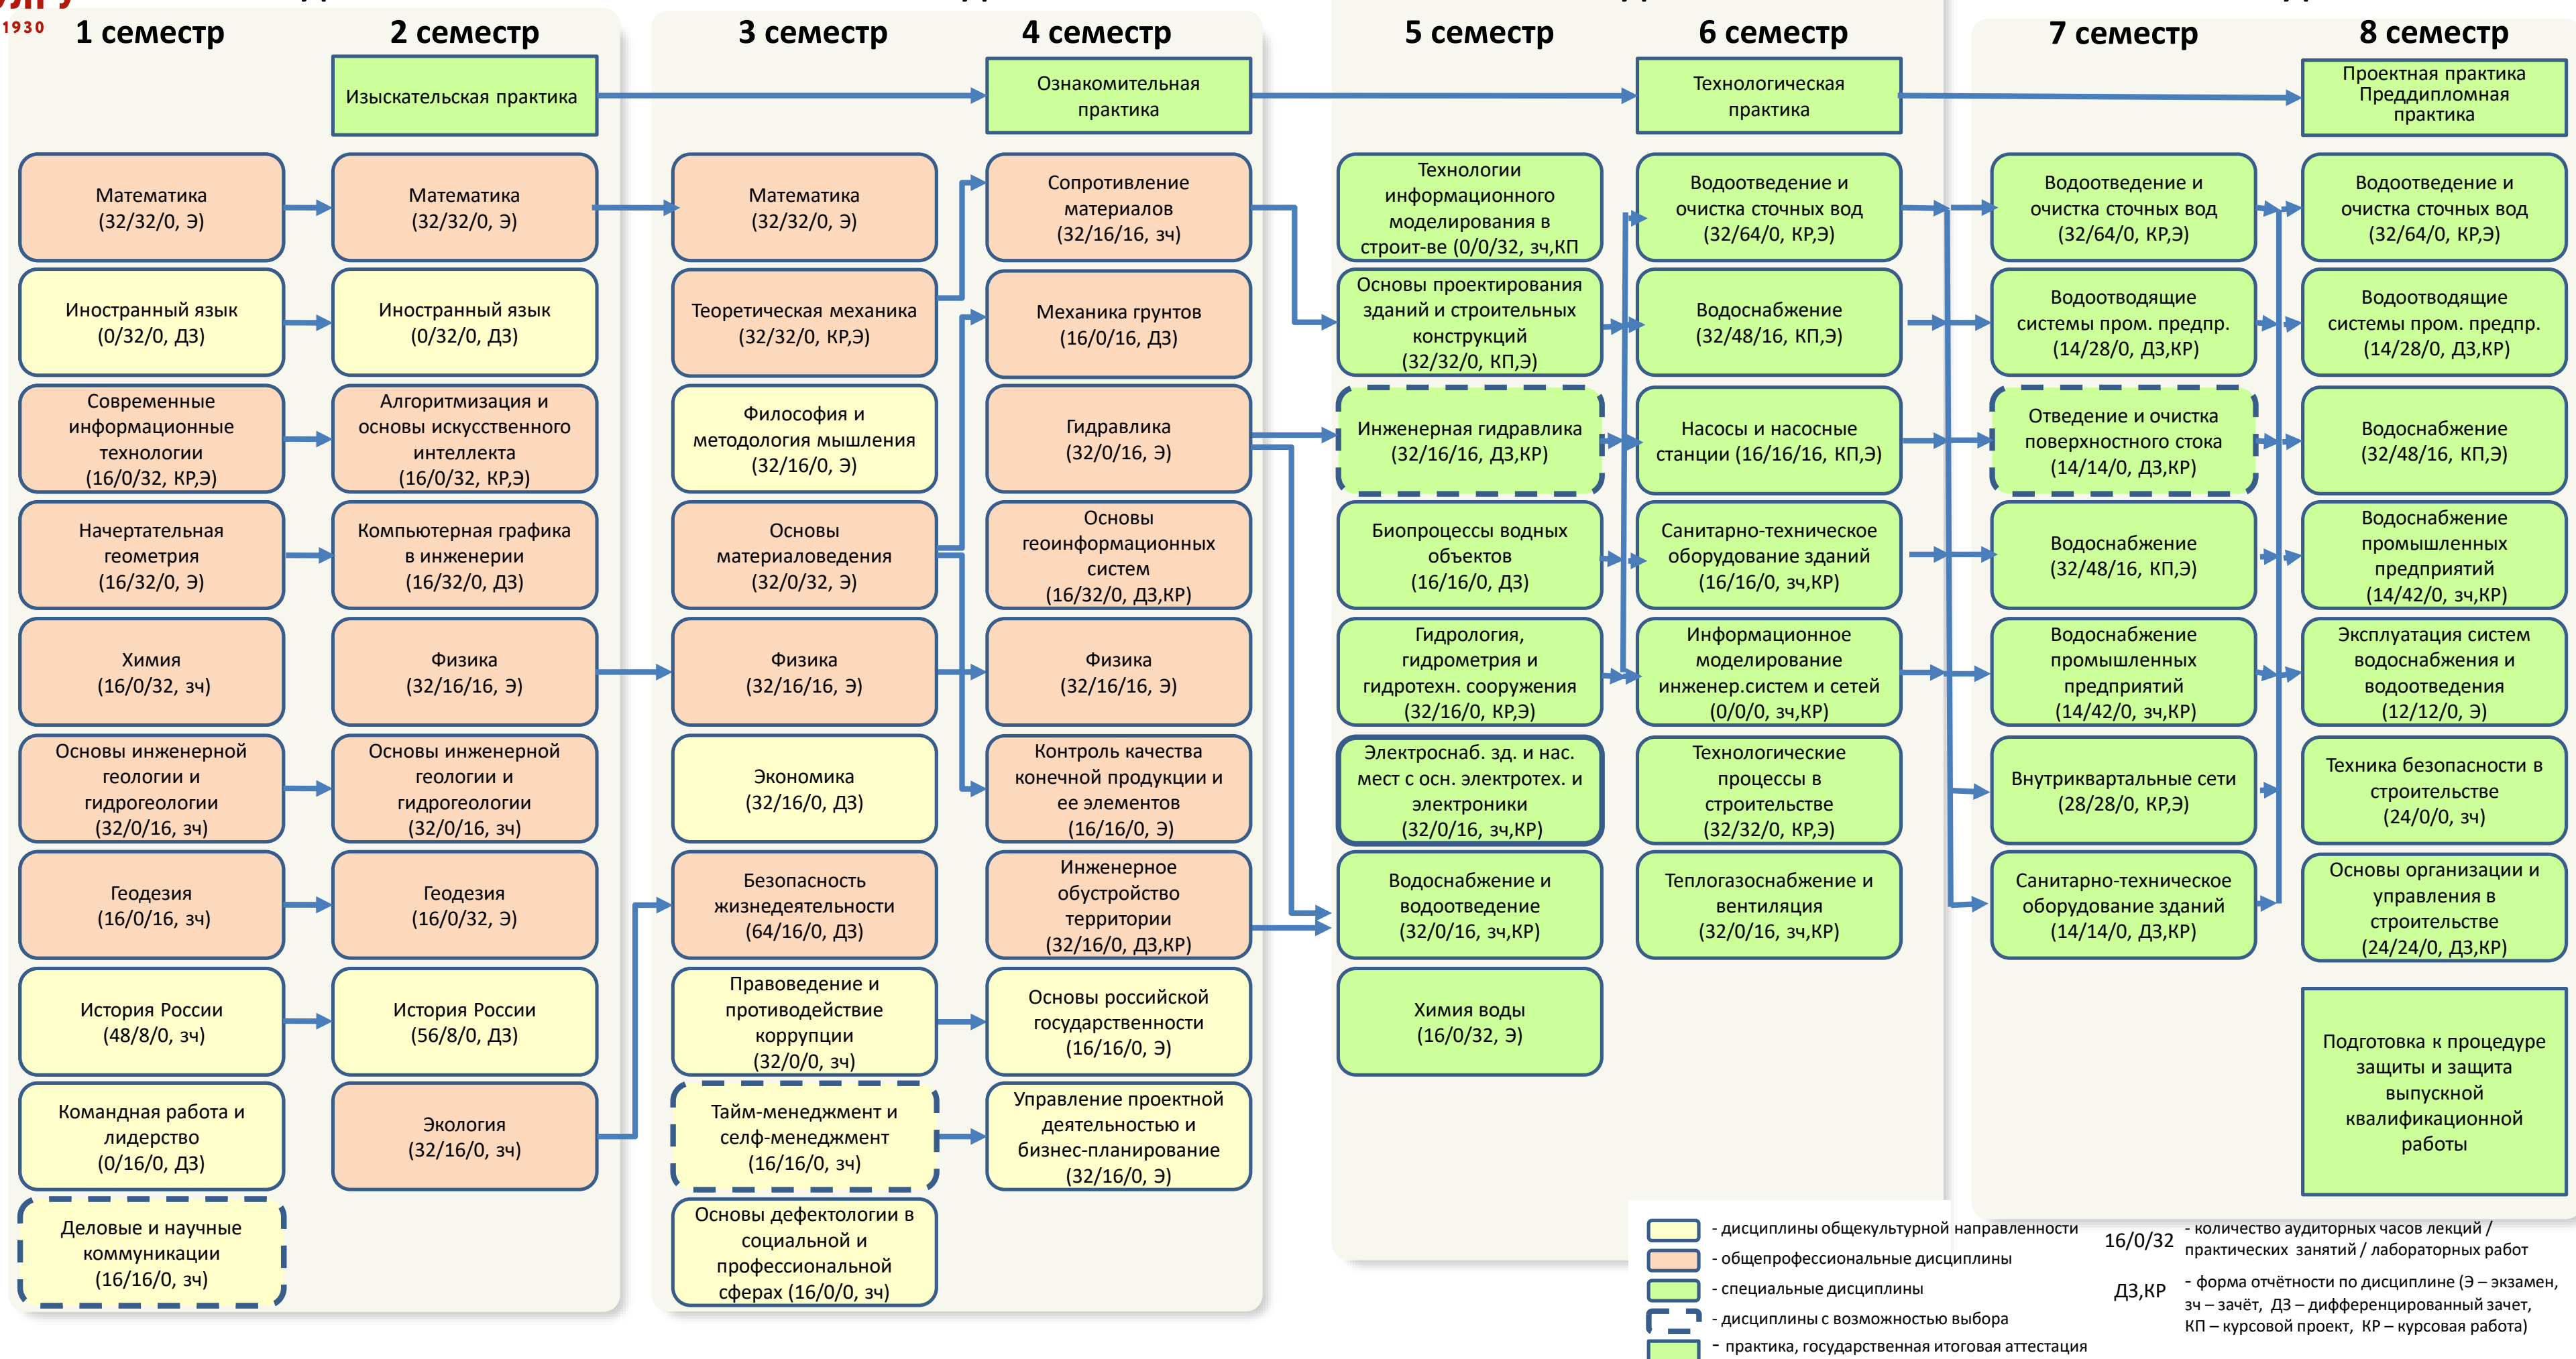 1930
1 семестр
2 семестр
3 семестр
4 семестр
5 семестр
6 семестр
7 семестр
8 семестр
Изыскательская практика
Ознакомительная
практика
Технологическая
практика
Проектная практика
Преддипломная
практика
Математика
(32/32/0, Э)
Иностранный язык
(0/32/0, ДЗ)
Современные
информационные
технологии
(16/0/32, КР,Э)
Начертательная
геометрия
(16/32/0, Э)
Химия
(16/0/32, зч)
Основы инженерной
геологии и
гидрогеологии
(32/0/16, зч)
Геодезия
(16/0/16, зч)
История России
(48/8/0, зч)
Командная работа и
лидерство
(0/16/0, ДЗ)
Деловые и научные
коммуникации
(16/16/0, зч)
Математика
(32/32/0, Э)
Иностранный язык
(0/32/0, ДЗ)
Алгоритмизация и
основы искусственного
интеллекта
(16/0/32, КР,Э)
Компьютерная графика
в инженерии
(16/32/0, ДЗ)
Физика
(32/16/16, Э)
Основы инженерной
геологии и
гидрогеологии
(32/0/16, зч)
Геодезия
(16/0/32, Э)
История России
(56/8/0, ДЗ)
Экология
(32/16/0, зч)
Математика
(32/32/0, Э)
Теоретическая механика
(32/32/0, КР,Э)
Философия и
методология мышления
(32/16/0, Э)
Основы
материаловедения
(32/0/32, Э)
Физика
(32/16/16, Э)
Экономика
(32/16/0, ДЗ)
Безопасность
жизнедеятельности
(64/16/0, ДЗ)
Правоведение и
противодействие
коррупции
(32/0/0, зч)
Тайм-менеджмент и
селф-менеджмент
(16/16/0, зч)
Основы дефектологии в
социальной и
профессиональной
сферах (16/0/0, зч)
Сопротивление
материалов
(32/16/16, зч)
Механика грунтов
(16/0/16, ДЗ)
Гидравлика
(32/0/16, Э)
Основы
геоинформационных
систем
(16/32/0, ДЗ,КР)
Физика
(32/16/16, Э)
Контроль качества
конечной продукции и
ее элементов
(16/16/0, Э)
Инженерное
обустройство
территории
(32/16/0, ДЗ,КР)
Основы российской
государственности
(16/16/0, Э)
Управление проектной
деятельностью и
бизнес-планирование
(32/16/0, Э)
Технологии
информационного
моделирования в
строит-ве (0/0/32, зч,КП
Основы проектирования
зданий и строительных
конструкций
(32/32/0, КП,Э)
Инженерная гидравлика
(32/16/16, ДЗ,КР)
Биопроцессы водных
объектов
(16/16/0, ДЗ)
Гидрология,
гидрометрия и
гидротехн. сооружения
(32/16/0, КР,Э)
Электроснаб. зд. и нас.
мест с осн. электротех. и
электроники
(32/0/16, зч,КР)
Водоснабжение и
водоотведение
(32/0/16, зч,КР)
Химия воды
(16/0/32, Э)
Водоотведение и
очистка сточных вод
(32/64/0, КР,Э)
Водоснабжение
(32/48/16, КП,Э)
Насосы и насосные
станции (16/16/16, КП,Э)
Санитарно-техническое
оборудование зданий
(16/16/0, зч,КР)
Информационное
моделирование
инженер.систем и сетей
(0/0/0, зч,КР)
Технологические
процессы в
строительстве
(32/32/0, КР,Э)
Теплогазоснабжение и
вентиляция
(32/0/16, зч,КР)
Водоотведение и
очистка сточных вод
(32/64/0, КР,Э)
Водоотводящие
системы пром. предпр.
(14/28/0, ДЗ,КР)
Отведение и очистка
поверхностного стока
(14/14/0, ДЗ,КР)
Водоснабжение
(32/48/16, КП,Э)
Водоснабжение
промышленных
предприятий
(14/42/0, зч,КР)
Внутриквартальные сети
(28/28/0, КР,Э)
Санитарно-техническое
оборудование зданий
(14/14/0, ДЗ,КР)
Водоотведение и
очистка сточных вод
(32/64/0, КР,Э)
Водоотводящие
системы пром. предпр.
(14/28/0, ДЗ,КР)
Водоснабжение
(32/48/16, КП,Э)
Водоснабжение
промышленных
предприятий
(14/42/0, зч,КР)
Эксплуатация систем
водоснабжения и
водоотведения
(12/12/0, Э)
Техника безопасности в
строительстве
(24/0/0, зч)
Основы организации и
управления в
строительстве
(24/24/0, ДЗ,КР)
Подготовка к процедуре
защиты и защита
выпускной
квалификационной
работы
- дисциплины общекультурной направленности
- общепрофессиональные дисциплины
- специальные дисциплины
- дисциплины с возможностью выбора
- практика, государственная итоговая аттестация
16/0/32
- количество аудиторных часов лекций /
практических занятий / лабораторных работ
ДЗ,КР
- форма отчётности по дисциплине (Э – экзамен,
зч – зачёт, ДЗ – дифференцированный зачет,
КП – курсовой проект, КР – курсовая работа)